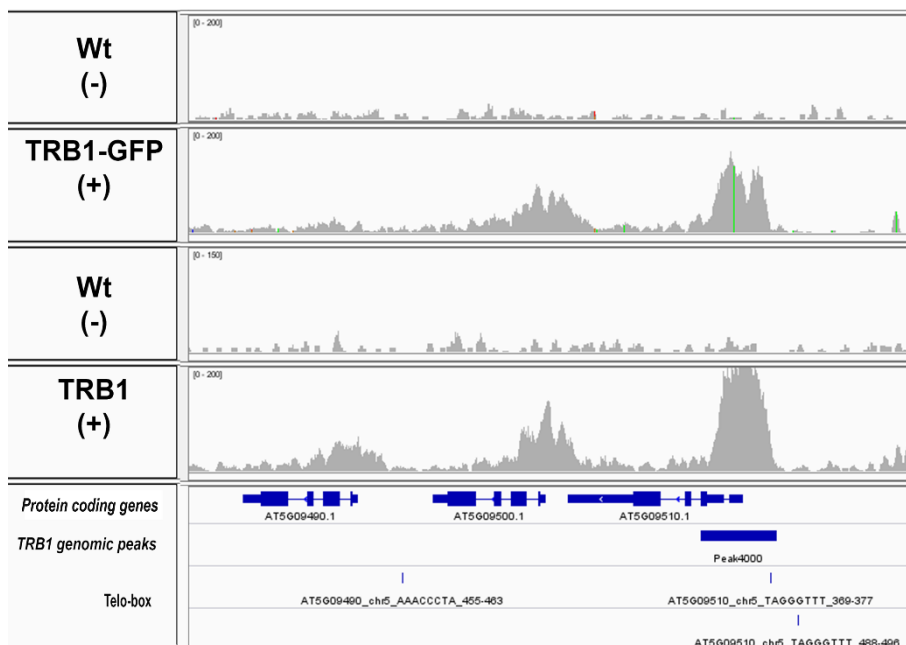 Wt
(-)
[0 - 200]
TRB1-GFP
(+)
[0 - 200]
Wt
(-)
[0 - 150]
TRB1
(+)
[0 - 200]
Protein coding genes
AT5G09490.1
AT5G09500.1
AT5G09510.1
TRB1 genomic peaks
Peak4000
Telo-box
AT5G09490_chr5_AAACCCTA_455-463
AT5G09510_chr5_TAGGGTTT_369-377
AT5G09510_chr5_TAGGGTTT_488-496